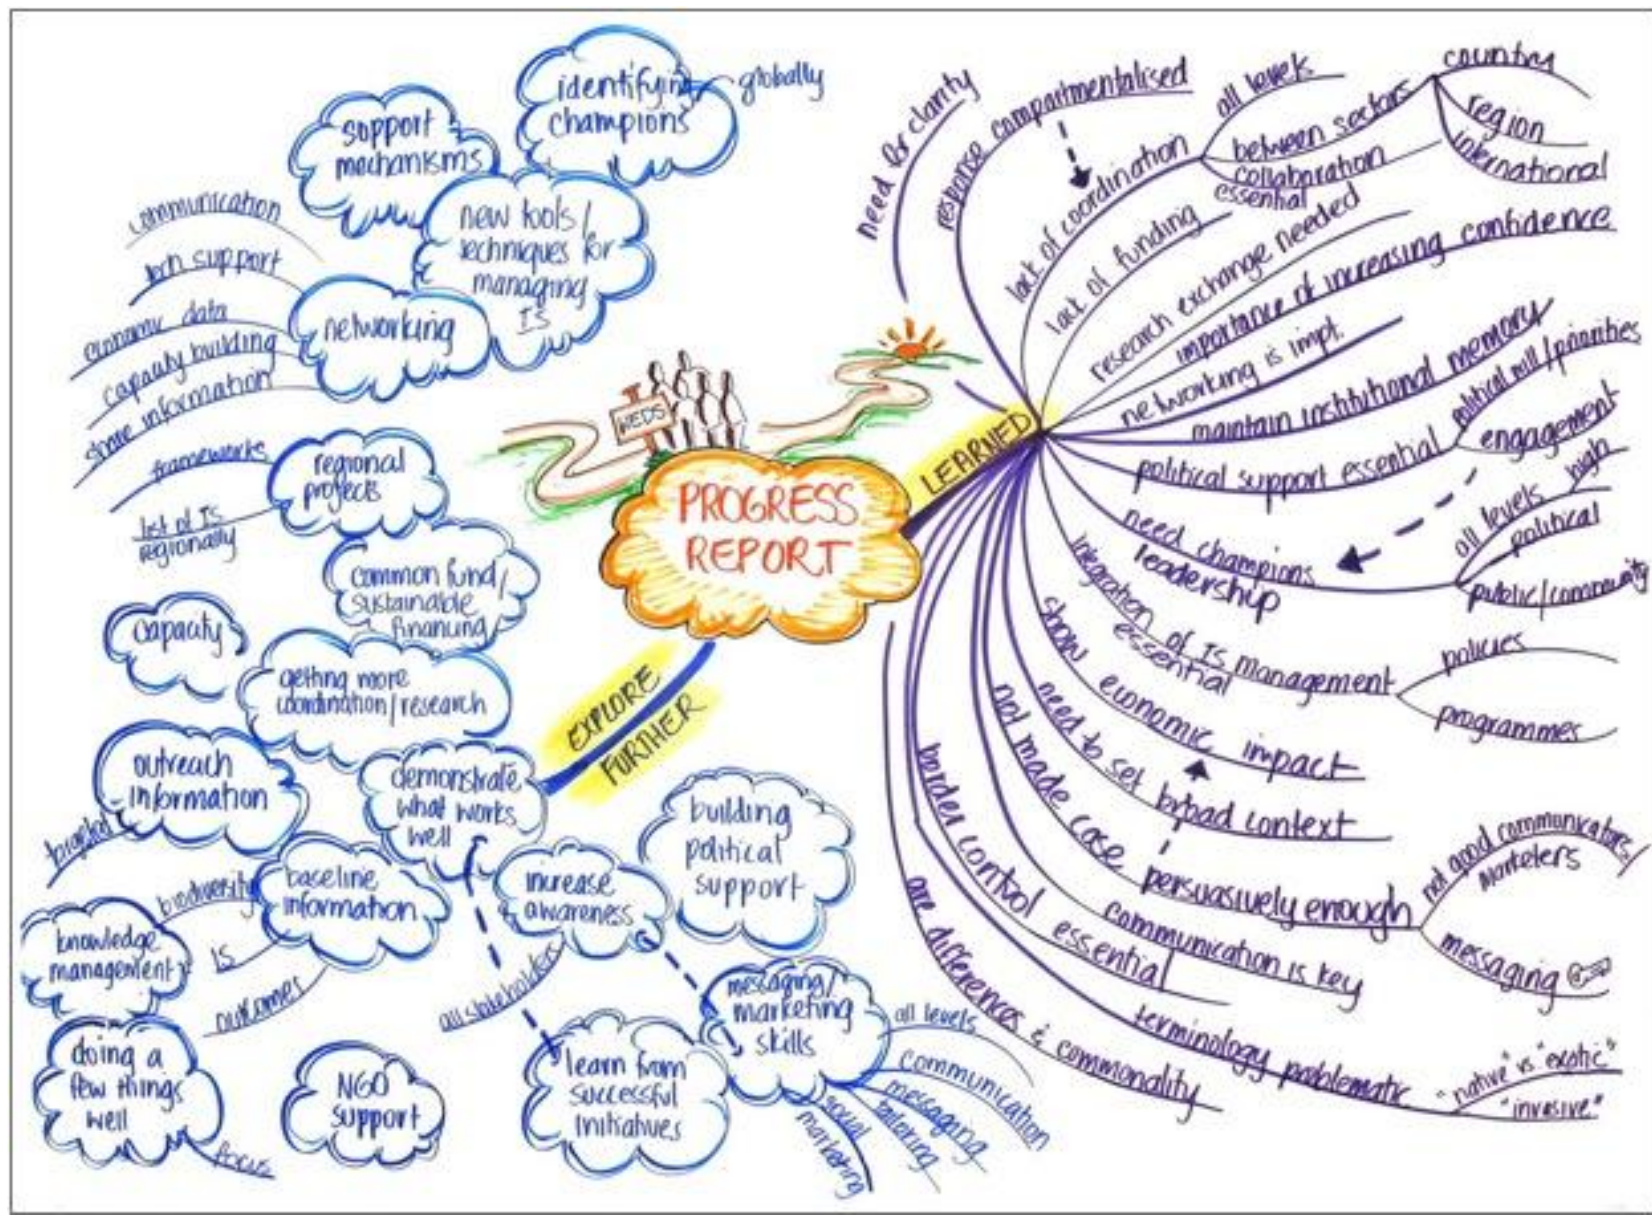 identifying
champions
globally
support
mechanisms
new tools/
techniques for
managing
IS
networking
communication
tech support
economic data
capacity building
share information
regional
projects
frameworks
list of IS
regionally
common fund/
sustainable
financing
capacity
getting more
coordination/research
outreach
information
demonstrate
what works
well
baseline
information
biodiversity
IS
outcomes
knowledge
management
doing a
few things
well
focus
NGO
support
increase
awareness
building
political
support
messaging/
marketing
skills
all levels
communication
messaging
tailoring
social
marketing
learn from
successful
initiatives
EXPLORE
FURTHER
WEDS
PROGRESS
REPORT
LEARNED
need for clarity
response compartmentalised
lack of coordination
all levels
between sectors
country
region
international
collaboration
essential
lack of funding
research exchange needed
importance of increasing confidence
networking is impt.
maintain institutional memory
political support essential
political will/priorities
engagement
need champions
leadership
all levels
high
political
public/community
integration of IS management
essential
policies
programmes
show economic impact
need to set broad context
not made case persuasively enough
not good communicators/
marketers
messaging
communication is key
border control
essential
terminology problematic
"native" vs "exotic"
"invasive"
are differences & commonality